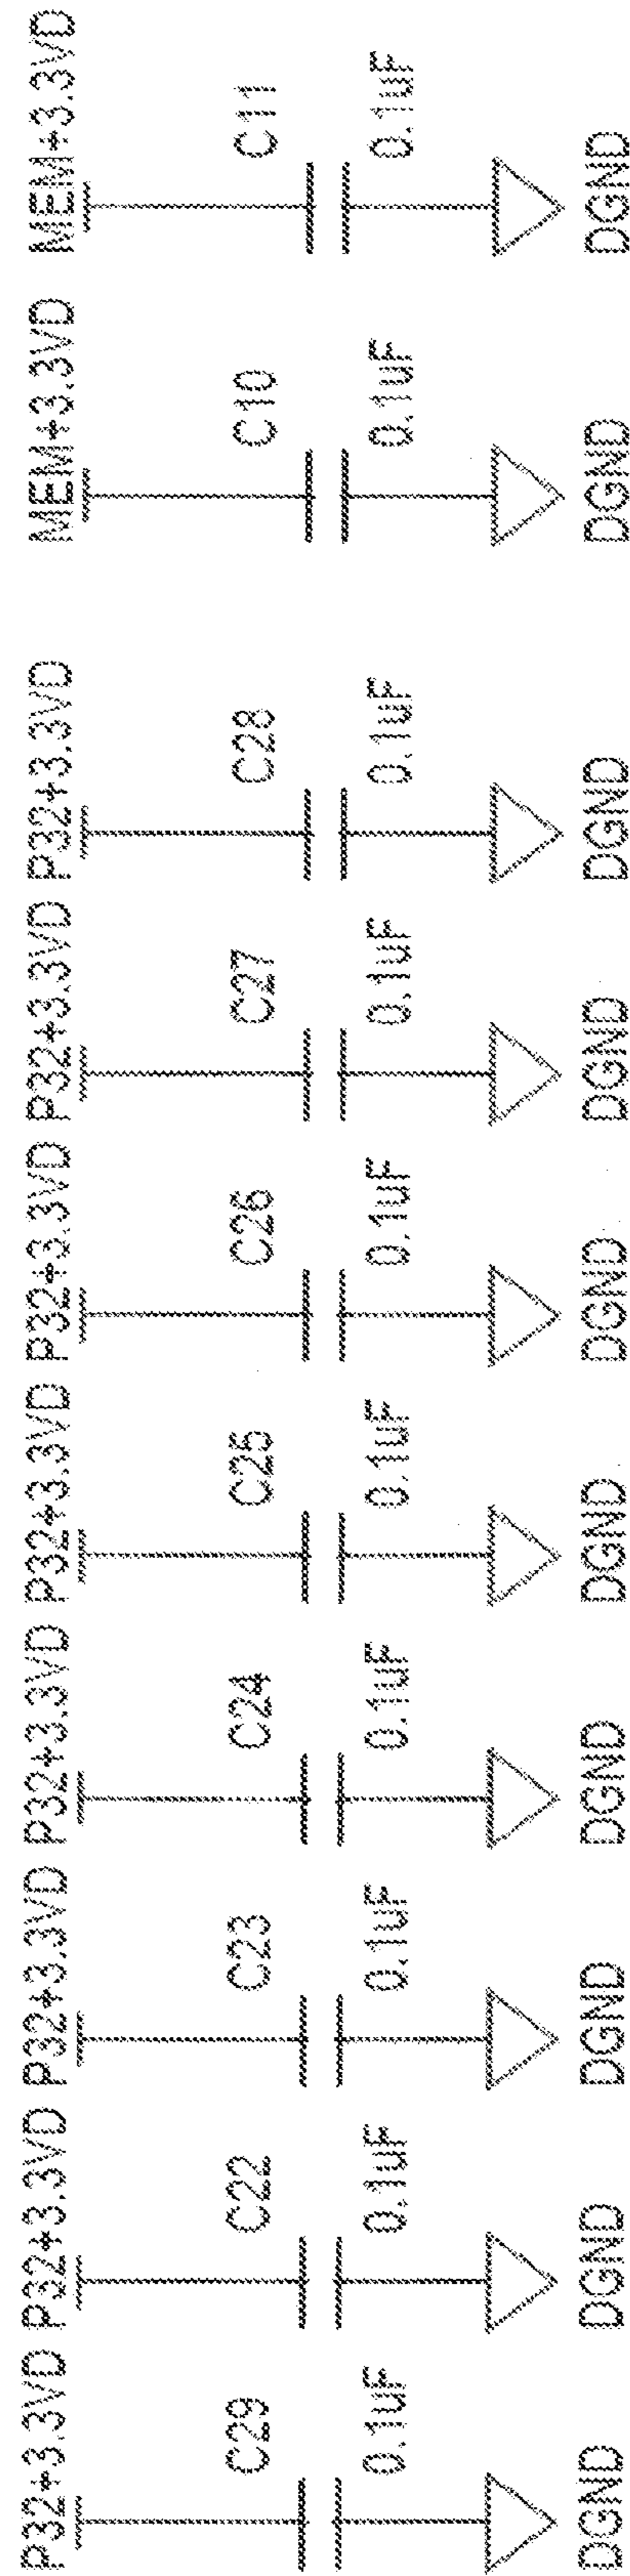 P32+3.3VD P32+3.3VD P32+3.3VD P32+3.3VD P32+3.3VD P32+3.3VD P32+3.3VD P32+3.3VD MEM+3.3VD MEM+3.3VD
C29 C22 C23 C24 C25 C26 C27 C28 C10 C11
0.1uF 0.1uF 0.1uF 0.1uF 0.1uF 0.1uF 0.1uF 0.1uF 0.1uF 0.1uF
DGND DGND DGND DGND DGND DGND DGND DGND DGND DGND